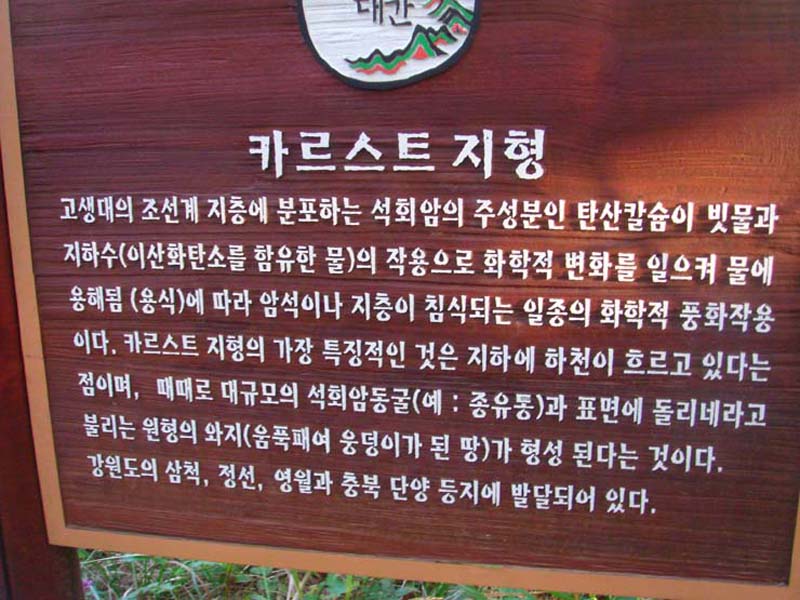 대간
카르스트 지형
고생대의 조선계 지층에 분포하는 석회암의 주성분인 탄산칼슘이 빗물과
지하수(이산화탄소를 함유한 물)의 작용으로 화학적 변화를 일으켜 물에
용해됨 (용식)에 따라 암석이나 지층이 침식되는 일종의 화학적 풍화작용
이다. 카르스트 지형의 가장 특징적인 것은 지하에 하천이 흐르고 있다는
점이며, 때때로 대규모의 석회암동굴(예 : 종유통)과 표면에 돌리네라고
불리는 원형의 와지(움푹패여 웅덩이가 된 땅)가 형성 된다는 것이다.
강원도의 삼척, 정선, 영월과 충북 단양 등지에 발달되어 있다.